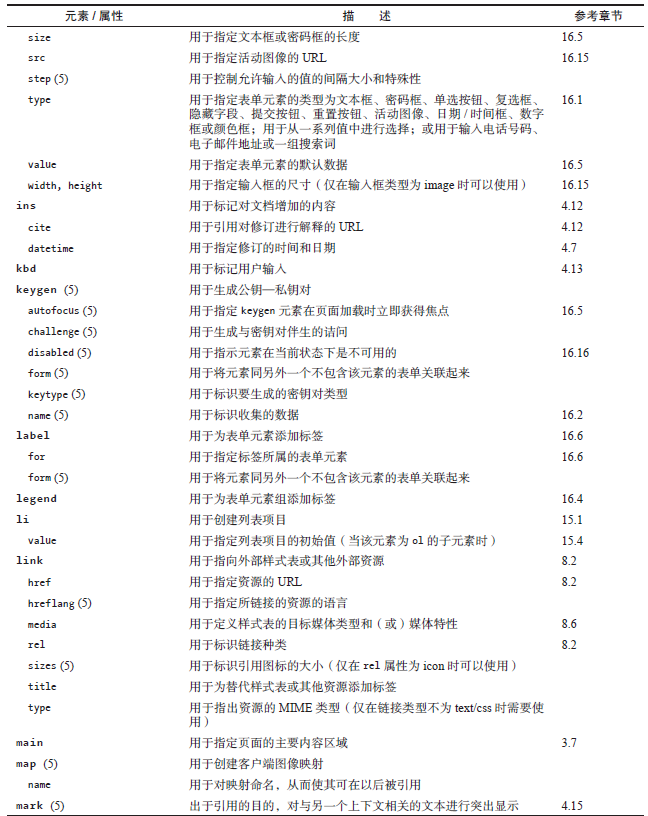 元素 / 属性 描 述 参考章节
size 用于指定文本框或密码框的长度 16.5
src 用于指定活动图像的 URL 16.15
step (5) 用于控制允许输入的值的间隔大小和特殊性
type 用于指定表单元素的类型为文本框、密码框、单选按钮、复选框、 16.1
隐藏字段、提交按钮、重置按钮、活动图像、日期 / 时间框、数字
框或颜色框；用于从一系列值中进行选择；或用于输入电话号码、
电子邮件地址或一组搜索词
value 用于指定表单元素的默认数据 16.5
width, height 用于指定输入框的尺寸（仅在输入框类型为 image 时可以使用） 16.15
ins 用于标记对文档增加的内容 4.12
cite 用于引用对修订进行解释的 URL 4.12
datetime 用于指定修订的时间和日期 4.7
kbd 用于标记用户输入 4.13
keygen (5) 用于生成公钥—私钥对
autofocus (5) 用于指定 keygen 元素在页面加载时立即获得焦点 16.5
challenge (5) 用于生成与密钥对伴生的诘问
disabled (5) 用于指示元素在当前状态下是不可用的 16.16
form (5) 用于将元素同另外一个不包含该元素的表单关联起来
keytype (5) 用于标识要生成的密钥对类型
name (5) 用于标识收集的数据 16.2
label 用于为表单元素添加标签 16.6
for 用于指定标签所属的表单元素 16.6
form (5) 用于将元素同另外一个不包含该元素的表单关联起来
legend 用于为表单元素组添加标签 16.4
li 用于创建列表项目 15.1
value 用于指定列表项目的初始值（当该元素为 ol 的子元素时） 15.4
link 用于指向外部样式表或其他外部资源 8.2
href 用于指定资源的 URL 8.2
hreflang (5) 用于指定所链接的资源的语言
media 用于定义样式表的目标媒体类型和（或）媒体特性 8.6
rel 用于标识链接种类 8.2
sizes (5) 用于标识引用图标的大小（仅在 rel 属性为 icon 时可以使用）
title 用于为替代样式表或其他资源添加标签
type 用于指出资源的 MIME 类型（仅在链接类型不为 text/css 时需要使
用）
main 用于指定页面的主要内容区域 3.7
map (5) 用于创建客户端图像映射
name 用于对映射命名，从而使其可在以后被引用
mark (5) 出于引用的目的，对与另一个上下文相关的文本进行突出显示 4.15